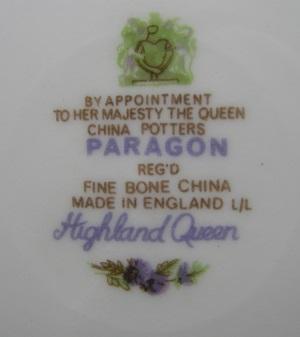 BY APPOINTMENT
TO HER MAJESTY THE QUEEN
CHINA POTTERS
PARAGON
REG'D
FINE BONE CHINA
MADE IN ENGLAND L/L
Highland Queen